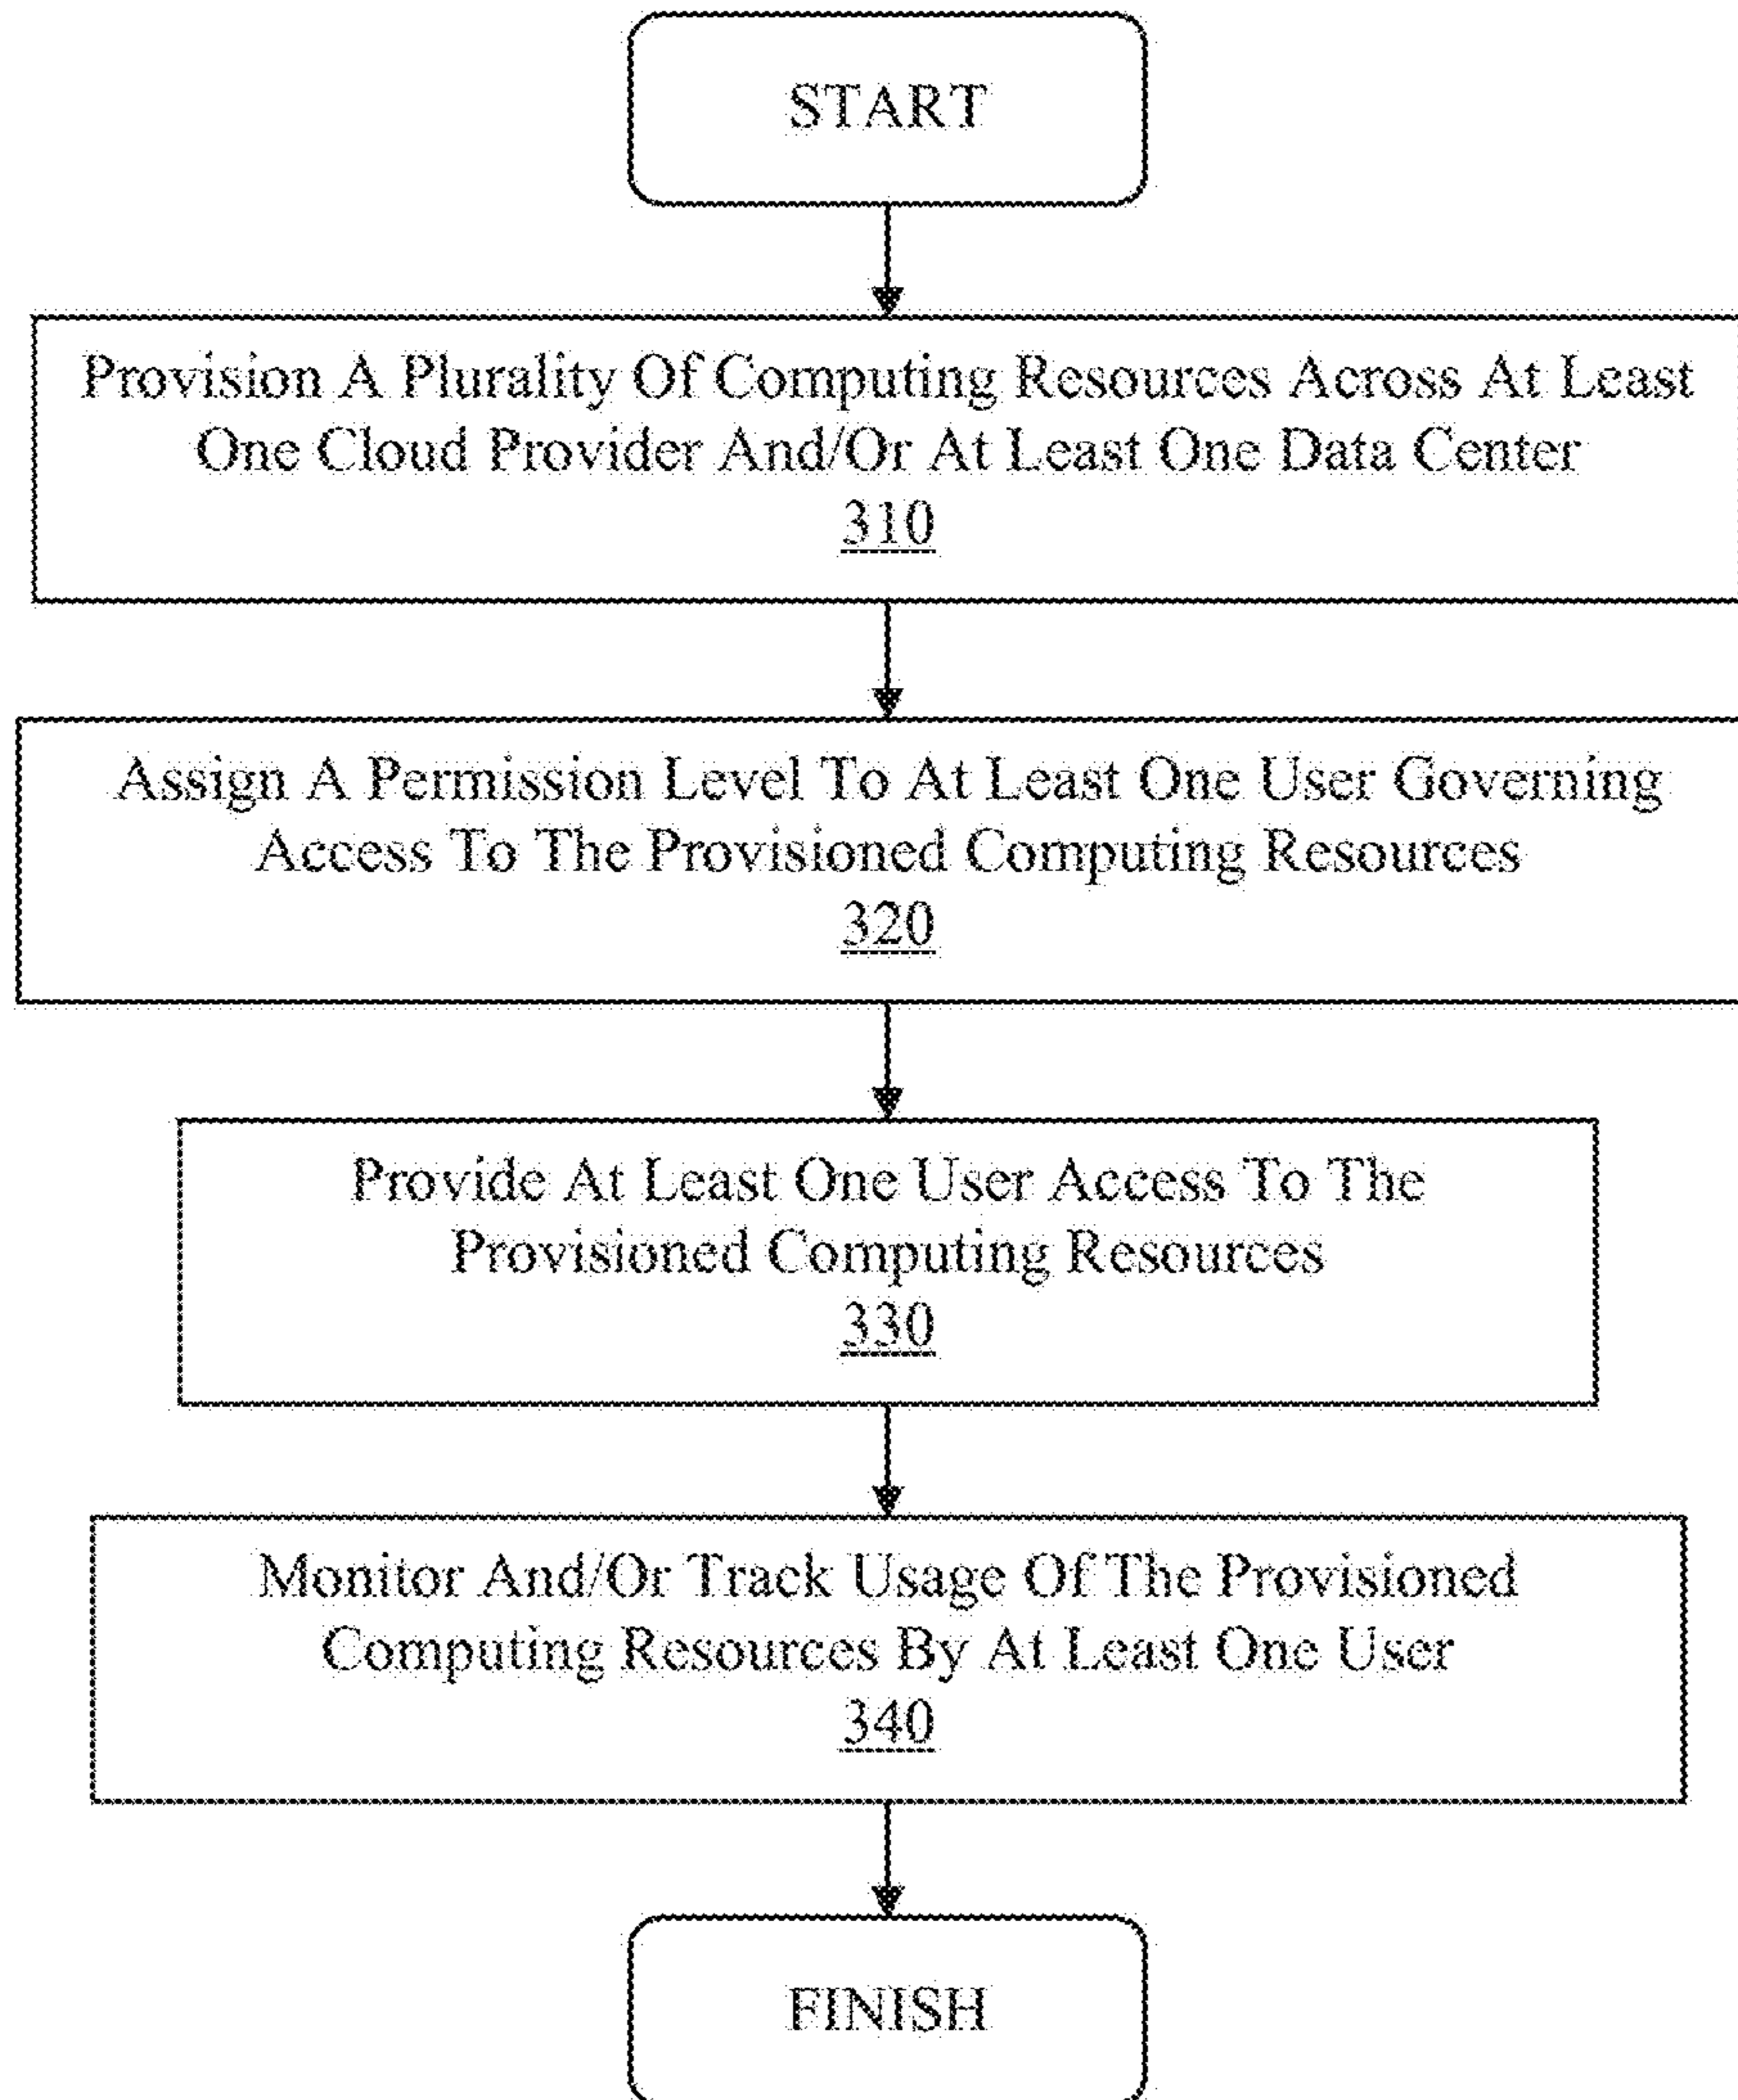 START
Provision A Plurality Of Computing Resources Across At Least
One Cloud Provider And/Or At Least One Data Center
310
Assign A Permission Level To At Least One User Governing
Access To The Provisioned Computing Resources
320
Provide At Least One User Access To The
Provisioned Computing Resources
330
Monitor And/Or Track Usage Of The Provisioned
Computing Resources By At Least One User
340
FINISH